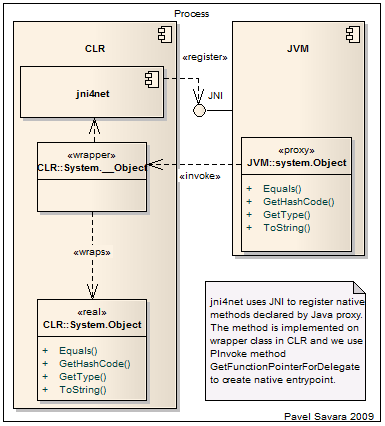 Process
CLR
JVM
«register»
jni4net
JNI
«wrapper»
CLR::System.__Object
«proxy»
JVM::system.Object
«invoke»
+ Equals()
+ GetHashCode()
+ GetType()
+ ToString()
«wraps»
«real»
CLR::System.Object
+ Equals()
+ GetHashCode()
+ GetType()
+ ToString()
jni4net uses JNI to register native
methods declared by Java proxy.
The method is implemented on
wrapper class in CLR and we use
PInvoke method
GetFunctionPointerForDelegate
to create native entrypoint.
Pavel Savara 2009